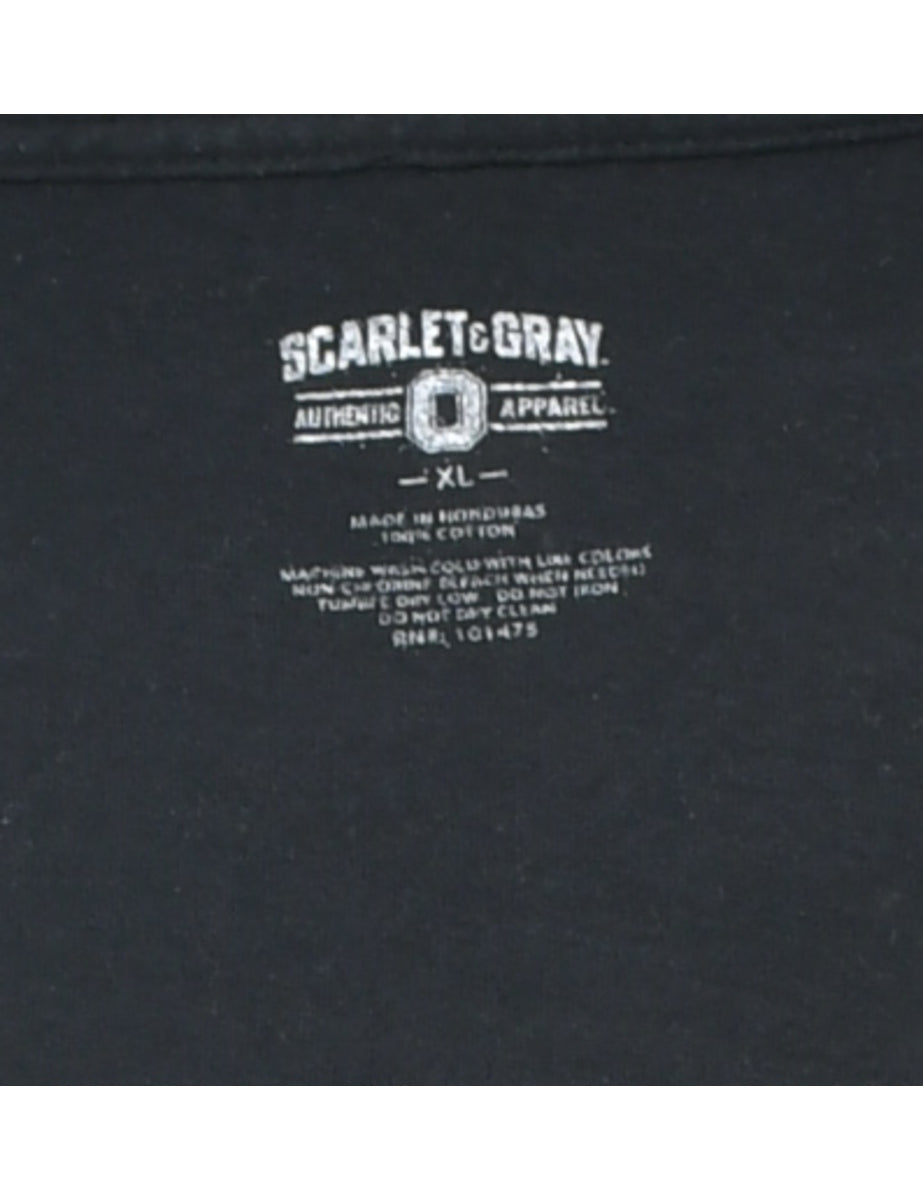 SCARLET & GRAY
AUTHENTIC O APPAREL
— XL —
MADE IN HONDURAS
100% COTTON
MACHINE WASH COLD WITH LIKE COLORS
NON CHLORINE BLEACH WHEN NEEDED
TUMBLE DRY LOW DO NOT IRON
DO NOT DRY CLEAN
RN#: 101475